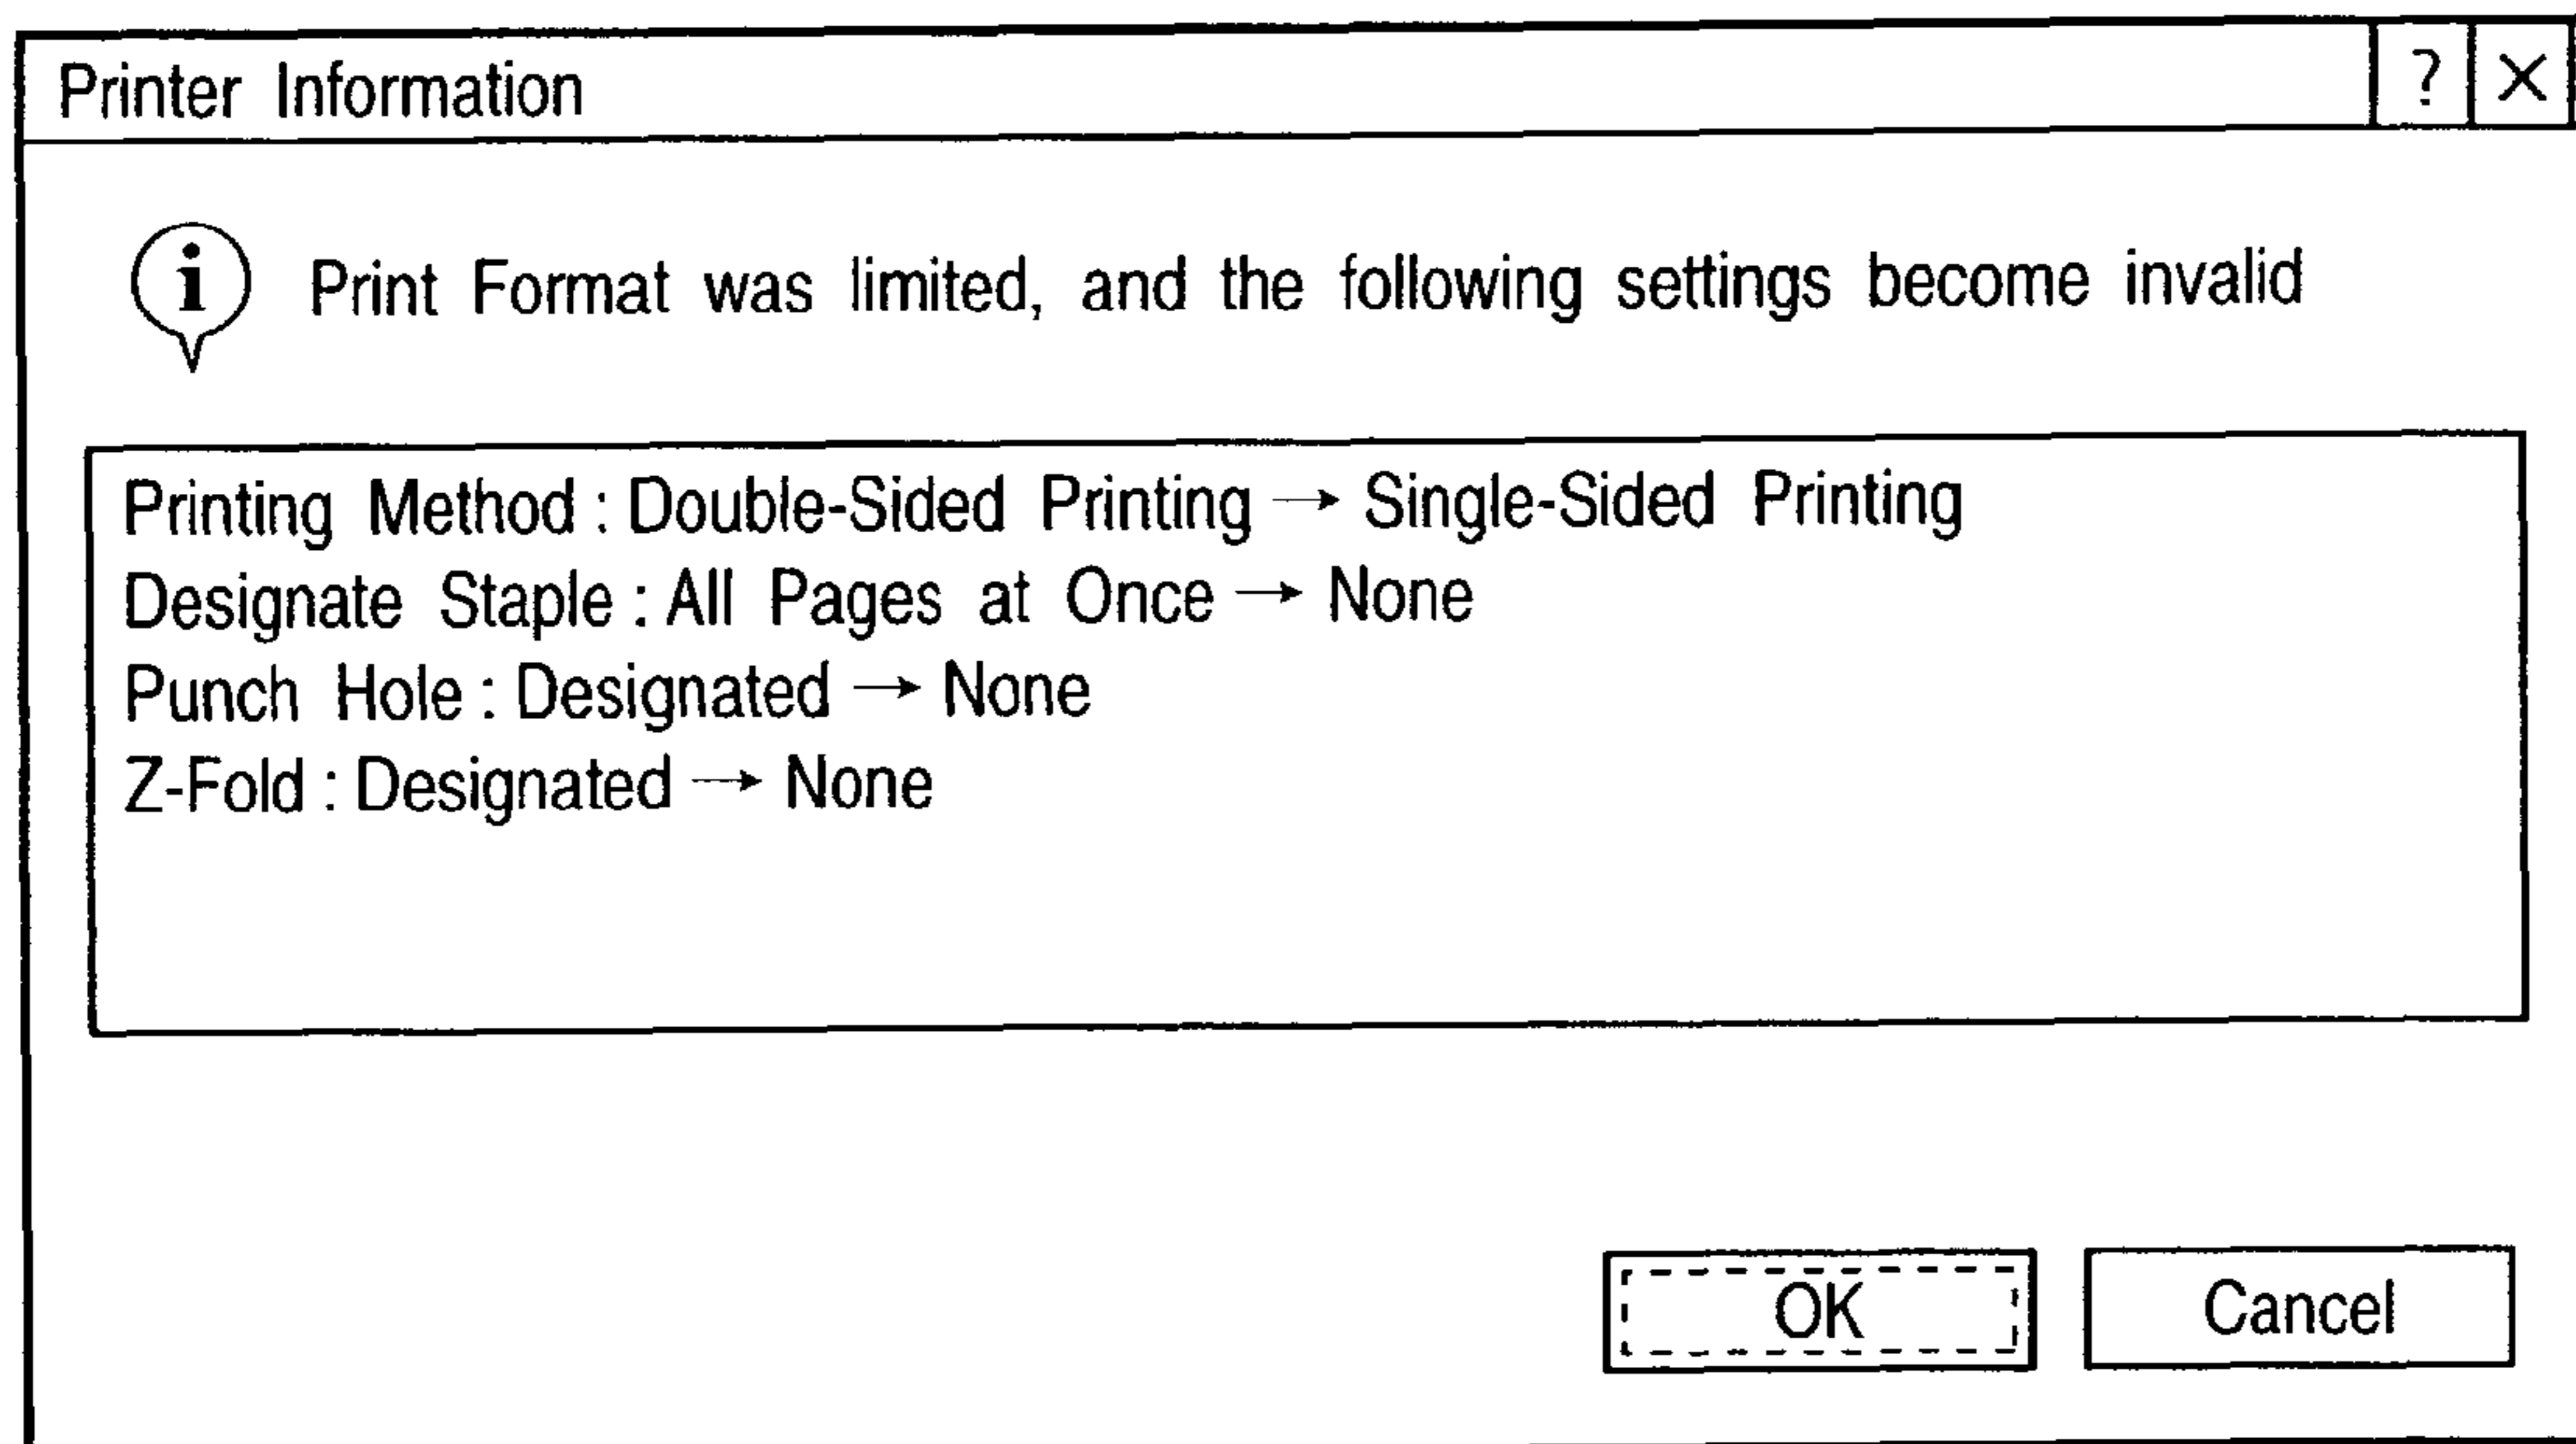 Printer Information ? ×
i Print Format was limited, and the following settings become invalid
Printing Method : Double-Sided Printing → Single-Sided Printing
Designate Staple : All Pages at Once → None
Punch Hole : Designated → None
Z-Fold : Designated → None
OK Cancel